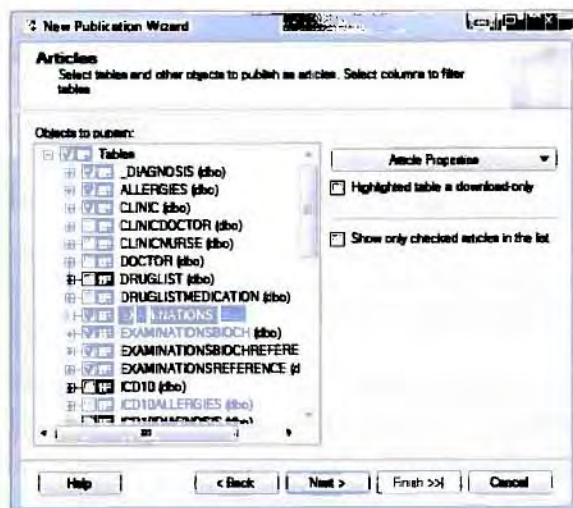 New Publication Wizard
Articles
Select tables and other objects to publish as articles. Select columns to filter
tables
Objects to publish:
Tables
_DIAGNOSIS (dbo)
ALLERGIES (dbo)
CLINIC (dbo)
CLINICDOCTOR (dbo)
CLINICNURSE (dbo)
DOCTOR (dbo)
DRUGLIST (dbo)
DRUGLISTMEDICATION (dbo)
EXAMINATIONSBIOCH (dbo)
EXAMINATIONSBIOCHREFERE
EXAMINATIONSREFERENCE (d
ICD10 (dbo)
ICD10ALLERGIES (dbo)
ICD10DIAGNOSIS (dbo)
Article Properties
Highlighted table is download-only
Show only checked articles in the list
Help
< Back
Next >
Finish >>|
Cancel